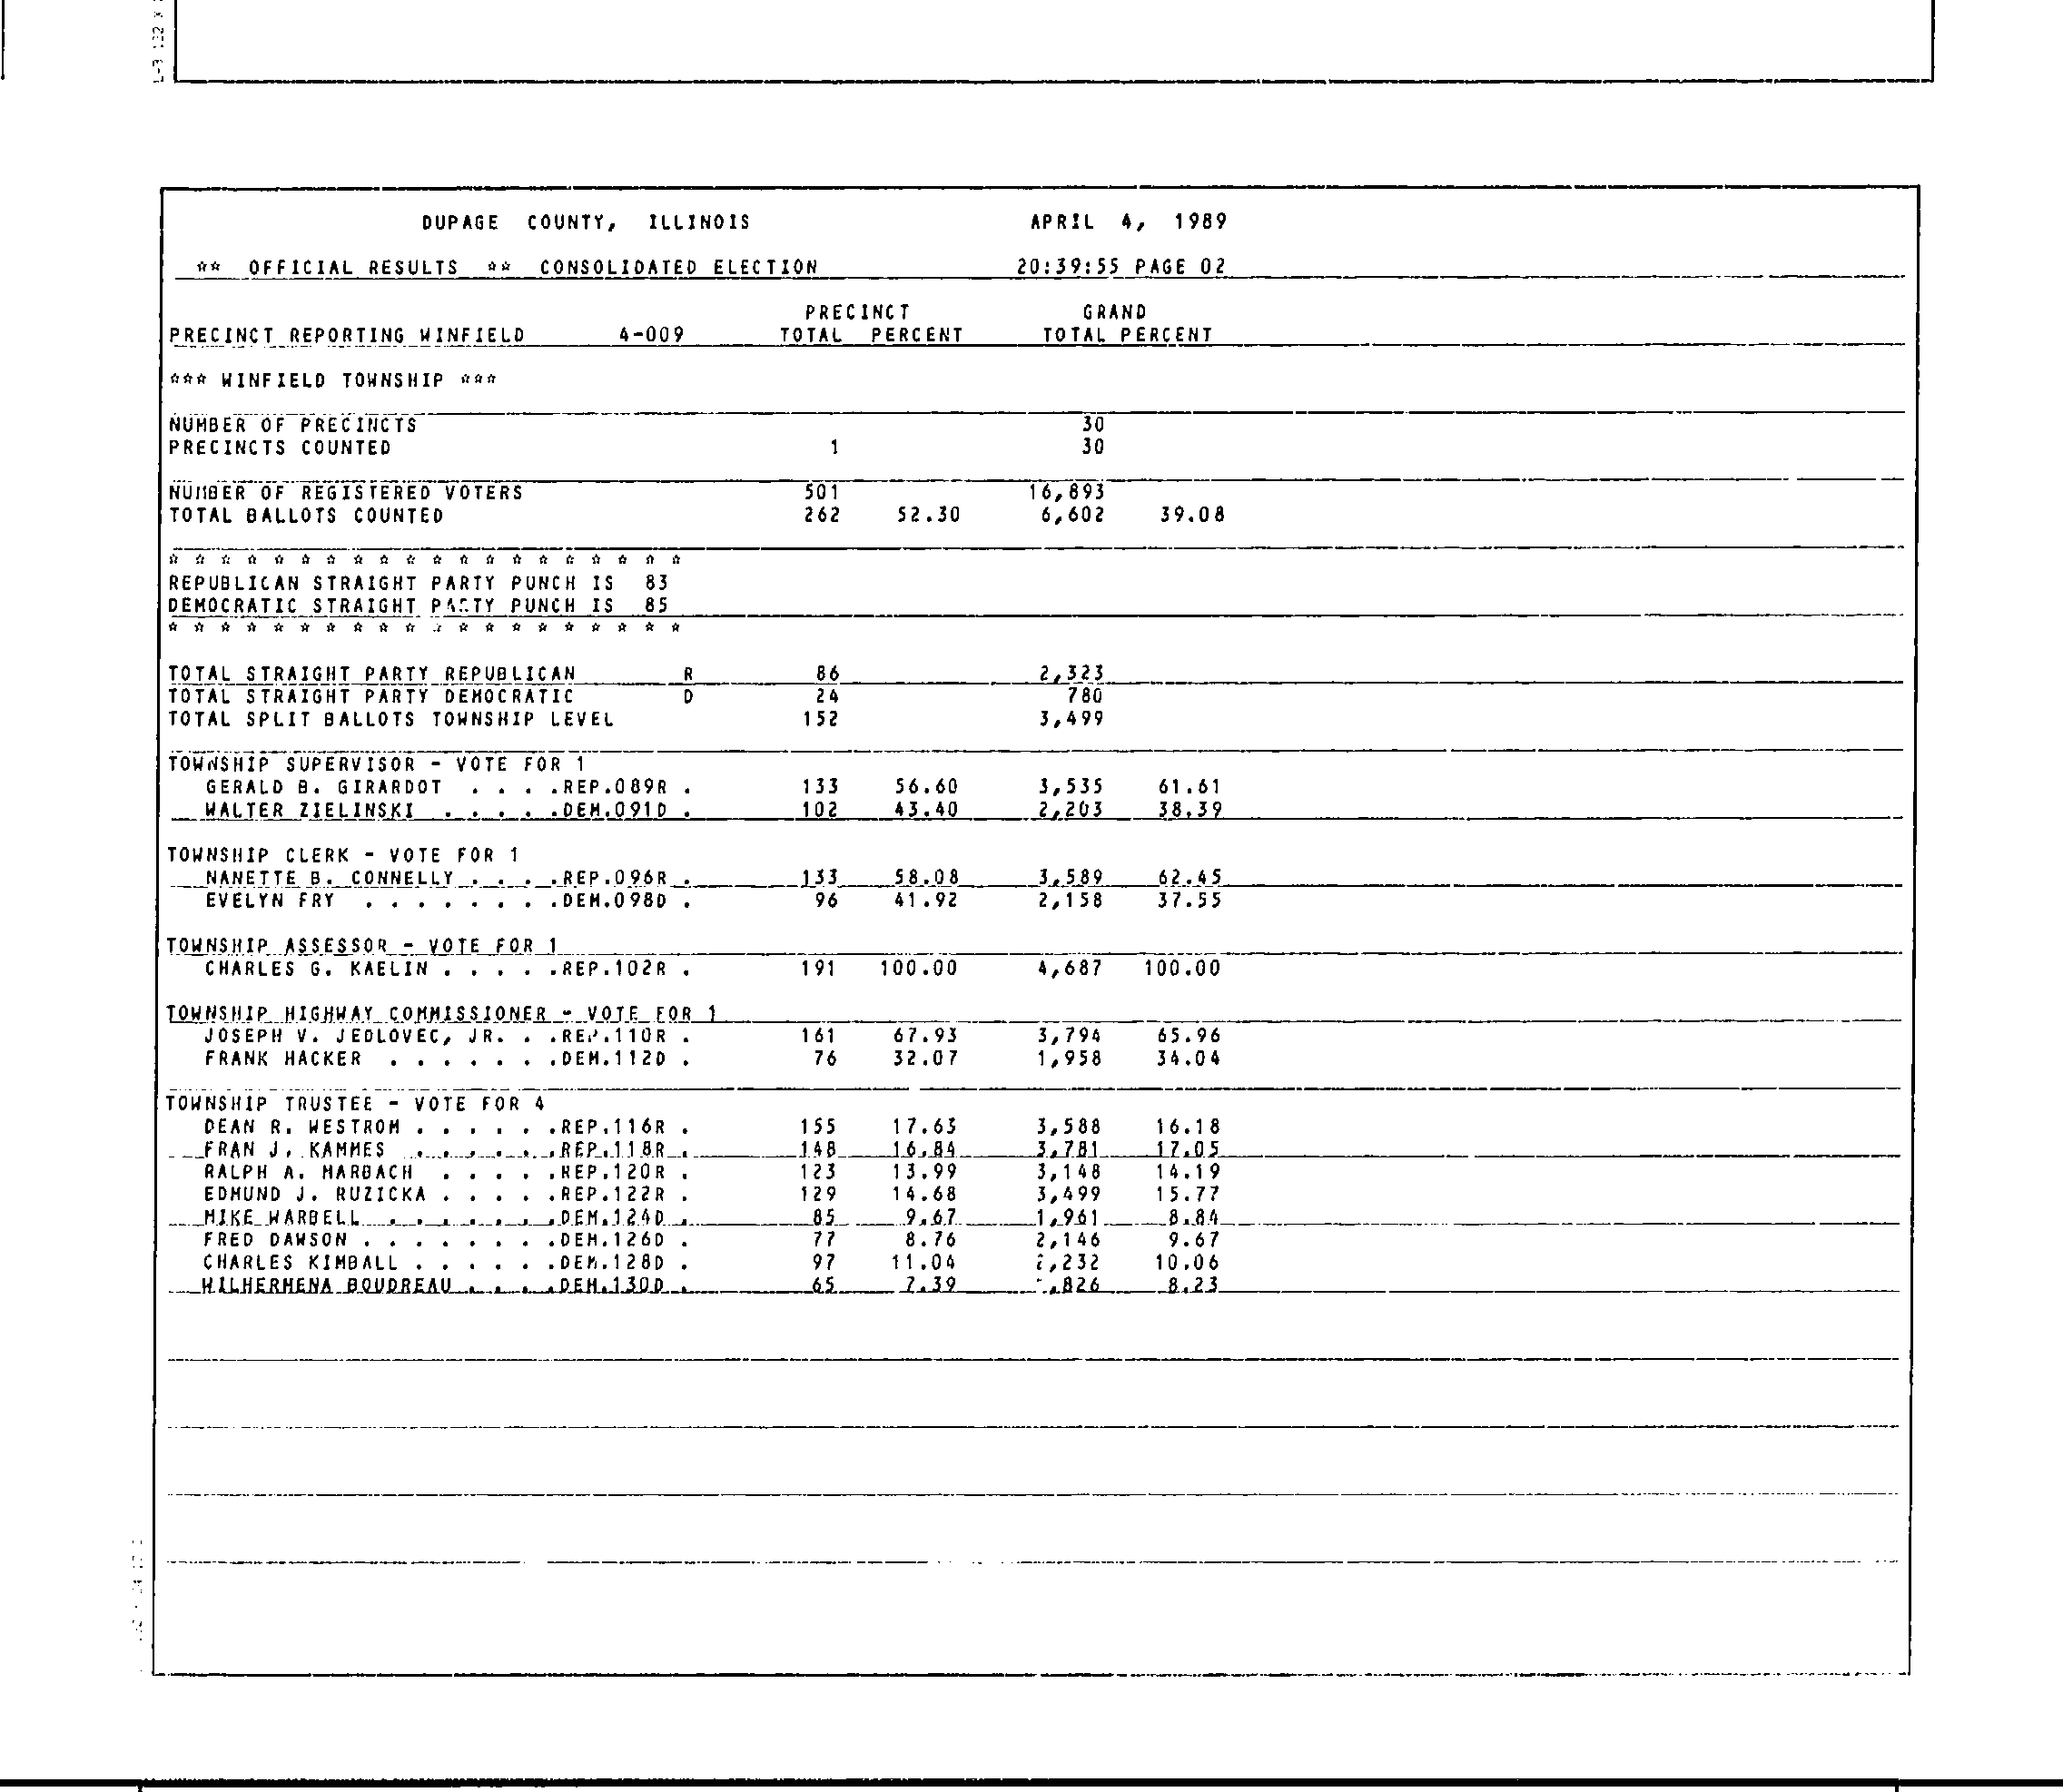 DUPAGE COUNTY, ILLINOIS APRIL 4, 1989
** OFFICIAL RESULTS ** CONSOLIDATED ELECTION 20:39:55 PAGE 02
PRECINCT GRAND
PRECINCT REPORTING WINFIELD 4-009 TOTAL PERCENT TOTAL PERCENT
*** WINFIELD TOWNSHIP ***
NUMBER OF PRECINCTS 30
PRECINCTS COUNTED 1 30
NUMBER OF REGISTERED VOTERS 501 16,893
TOTAL BALLOTS COUNTED 262 52.30 6,602 39.08
* * * * * * * * * * * * * * * * * * * *
REPUBLICAN STRAIGHT PARTY PUNCH IS 83
DEMOCRATIC STRAIGHT PARTY PUNCH IS 85
* * * * * * * * * * * * * * * * * * * *
TOTAL STRAIGHT PARTY REPUBLICAN R 86 2,323
TOTAL STRAIGHT PARTY DEMOCRATIC D 24 780
TOTAL SPLIT BALLOTS TOWNSHIP LEVEL 152 3,499
TOWNSHIP SUPERVISOR - VOTE FOR 1
GERALD B. GIRARDOT . . . .REP.089R . 133 56.60 3,535 61.61
WALTER ZIELINSKI . . . . .DEM.091D . 102 43.40 2,203 38.39
TOWNSHIP CLERK - VOTE FOR 1
NANETTE B. CONNELLY . . . .REP.096R . 133 58.08 3,589 62.45
EVELYN FRY . . . . . . . .DEM.098D . 96 41.92 2,158 37.55
TOWNSHIP ASSESSOR - VOTE FOR 1
CHARLES G. KAELIN . . . . .REP.102R . 191 100.00 4,687 100.00
TOWNSHIP HIGHWAY COMMISSIONER - VOTE FOR 1
JOSEPH V. JEDLOVEC, JR. . .REP.110R . 161 67.93 3,794 65.96
FRANK HACKER . . . . . . .DEM.112D . 76 32.07 1,958 34.04
TOWNSHIP TRUSTEE - VOTE FOR 4
DEAN R. WESTROM . . . . . .REP.116R . 155 17.63 3,588 16.18
FRAN J. KAMMES . . . . . .REP.118R . 148 16.84 3,781 17.05
RALPH A. MARBACH . . . . .REP.120R . 123 13.99 3,148 14.19
EDMUND J. RUZICKA . . . . .REP.122R . 129 14.68 3,499 15.77
MIKE WARBELL . . . . . . .DEM.124D . 85 9.67 1,961 8.84
FRED DAWSON . . . . . . . .DEM.126D . 77 8.76 2,146 9.67
CHARLES KIMBALL . . . . . .DEM.128D . 97 11.04 2,232 10.06
WILHERMENA BOUDREAU . . . .DEM.130D . 65 7.39 ,826 8.23